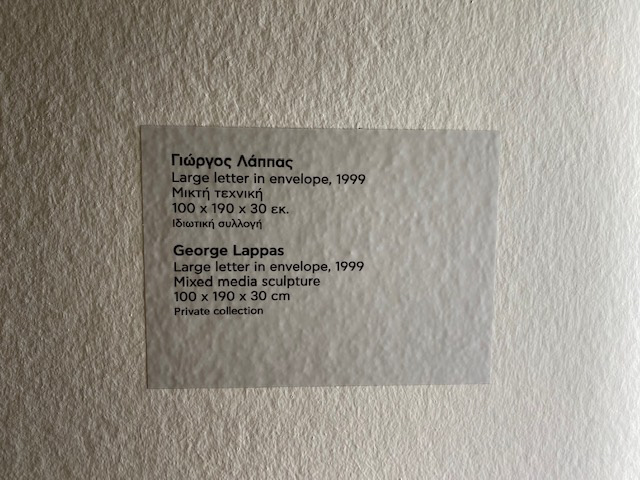 Γιώργος Λάππας
Large letter in envelope, 1999
Μικτή τεχνική
100 x 190 x 30 εκ.
Ιδιωτική συλλογή
George Lappas
Large letter in envelope, 1999
Mixed media sculpture
100 x 190 x 30 cm
Private collection